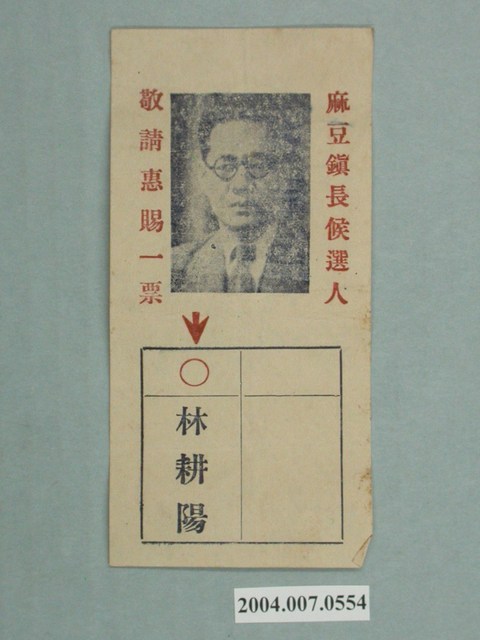 麻豆鎮長候選人
敬請惠賜一票
○
林耕陽
2004.007.0554